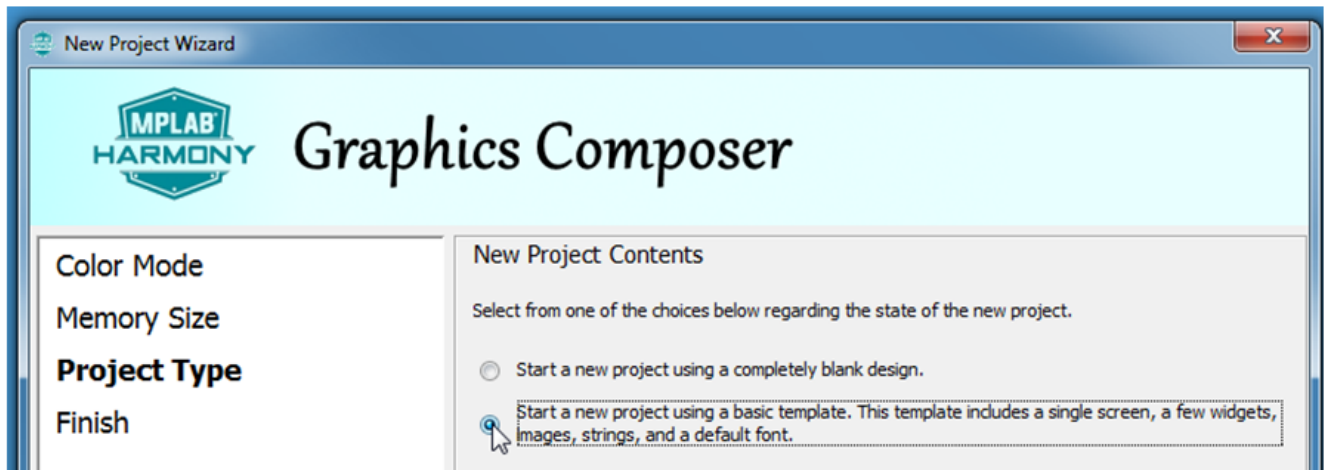 New Project Wizard
MPLAB
HARMONY
Graphics Composer
Color Mode
Memory Size
Project Type
Finish
New Project Contents
Select from one of the choices below regarding the state of the new project.
Start a new project using a completely blank design.
Start a new project using a basic template. This template includes a single screen, a few widgets,
images, strings, and a default font.